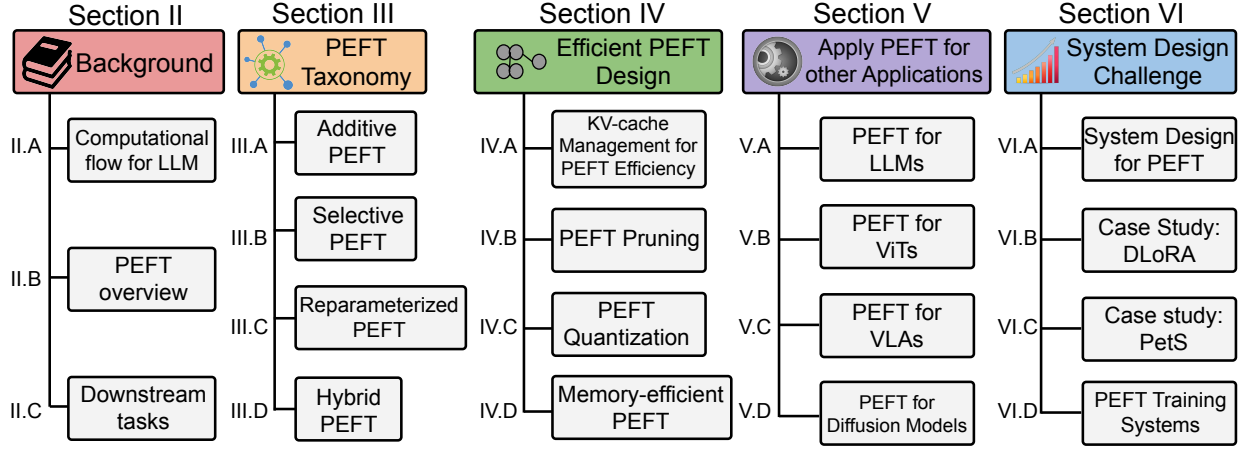 Section II
Background
II.A
Computational
flow for LLM
II.B
PEFT
overview
II.C
Downstream
tasks
Section III
PEFT
Taxonomy
III.A
Additive
PEFT
III.B
Selective
PEFT
III.C
Reparameterized
PEFT
III.D
Hybrid
PEFT
Section IV
Efficient PEFT
Design
IV.A
KV-cache
Management for
PEFT Efficiency
IV.B
PEFT Pruning
IV.C
PEFT
Quantization
IV.D
Memory-efficient
PEFT
Section V
Apply PEFT for
other Applications
V.A
PEFT for
LLMs
V.B
PEFT for
ViTs
V.C
PEFT for
VLAs
V.D
PEFT for
Diffusion Models
Section VI
System Design
Challenge
VI.A
System Design
for PEFT
VI.B
Case Study:
DLoRA
VI.C
Case study:
PetS
VI.D
PEFT Training
Systems